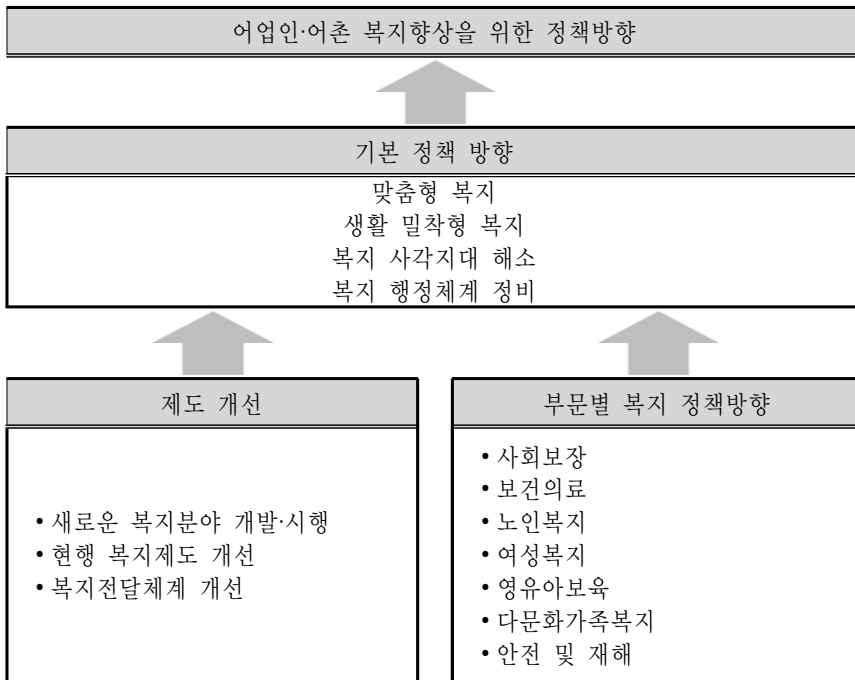 어업인·어촌 복지향상을 위한 정책방향
기본 정책 방향
맞춤형 복지
생활 밀착형 복지
복지 사각지대 해소
복지 행정체계 정비
제도 개선
• 새로운 복지분야 개발·시행
• 현행 복지제도 개선
• 복지전달체계 개선
부문별 복지 정책방향
• 사회보장
• 보건의료
• 노인복지
• 여성복지
• 영유아보육
• 다문화가족복지
• 안전 및 재해